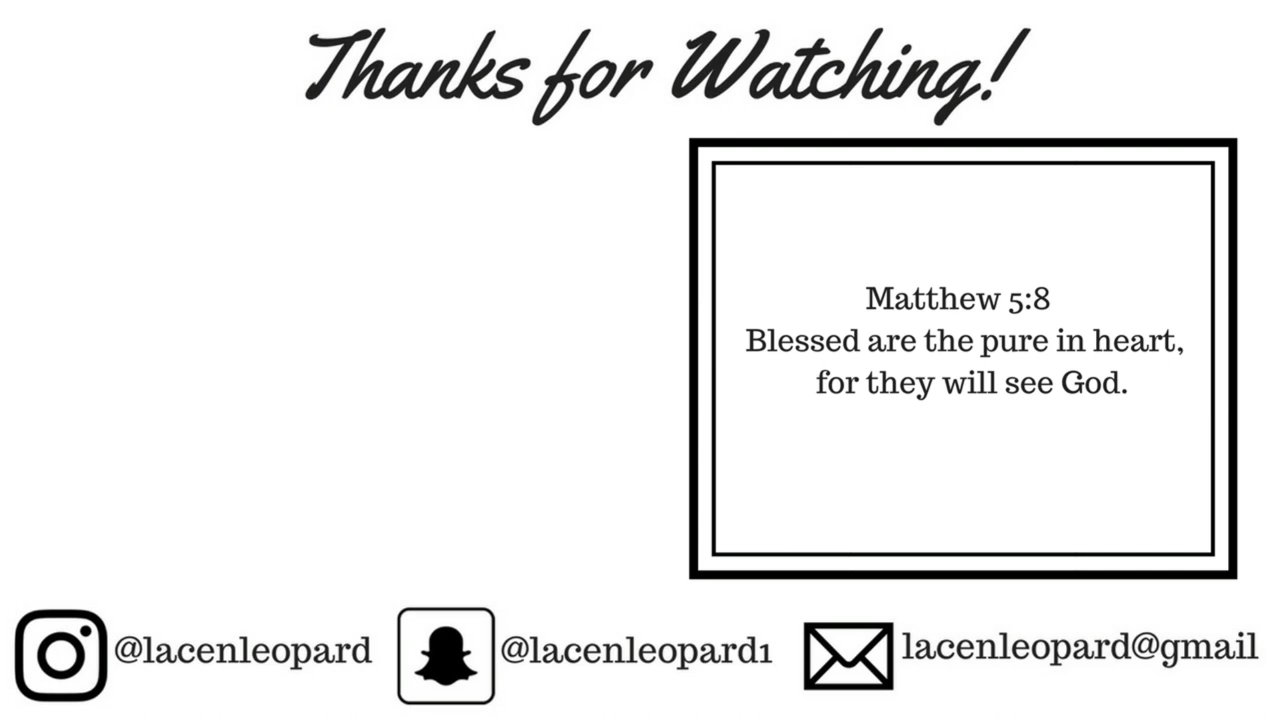 Thanks for Watching!
Matthew 5:8
Blessed are the pure in heart,
for they will see God.
@lacenleopard
@lacenleopard1
lacenleopard@gmail